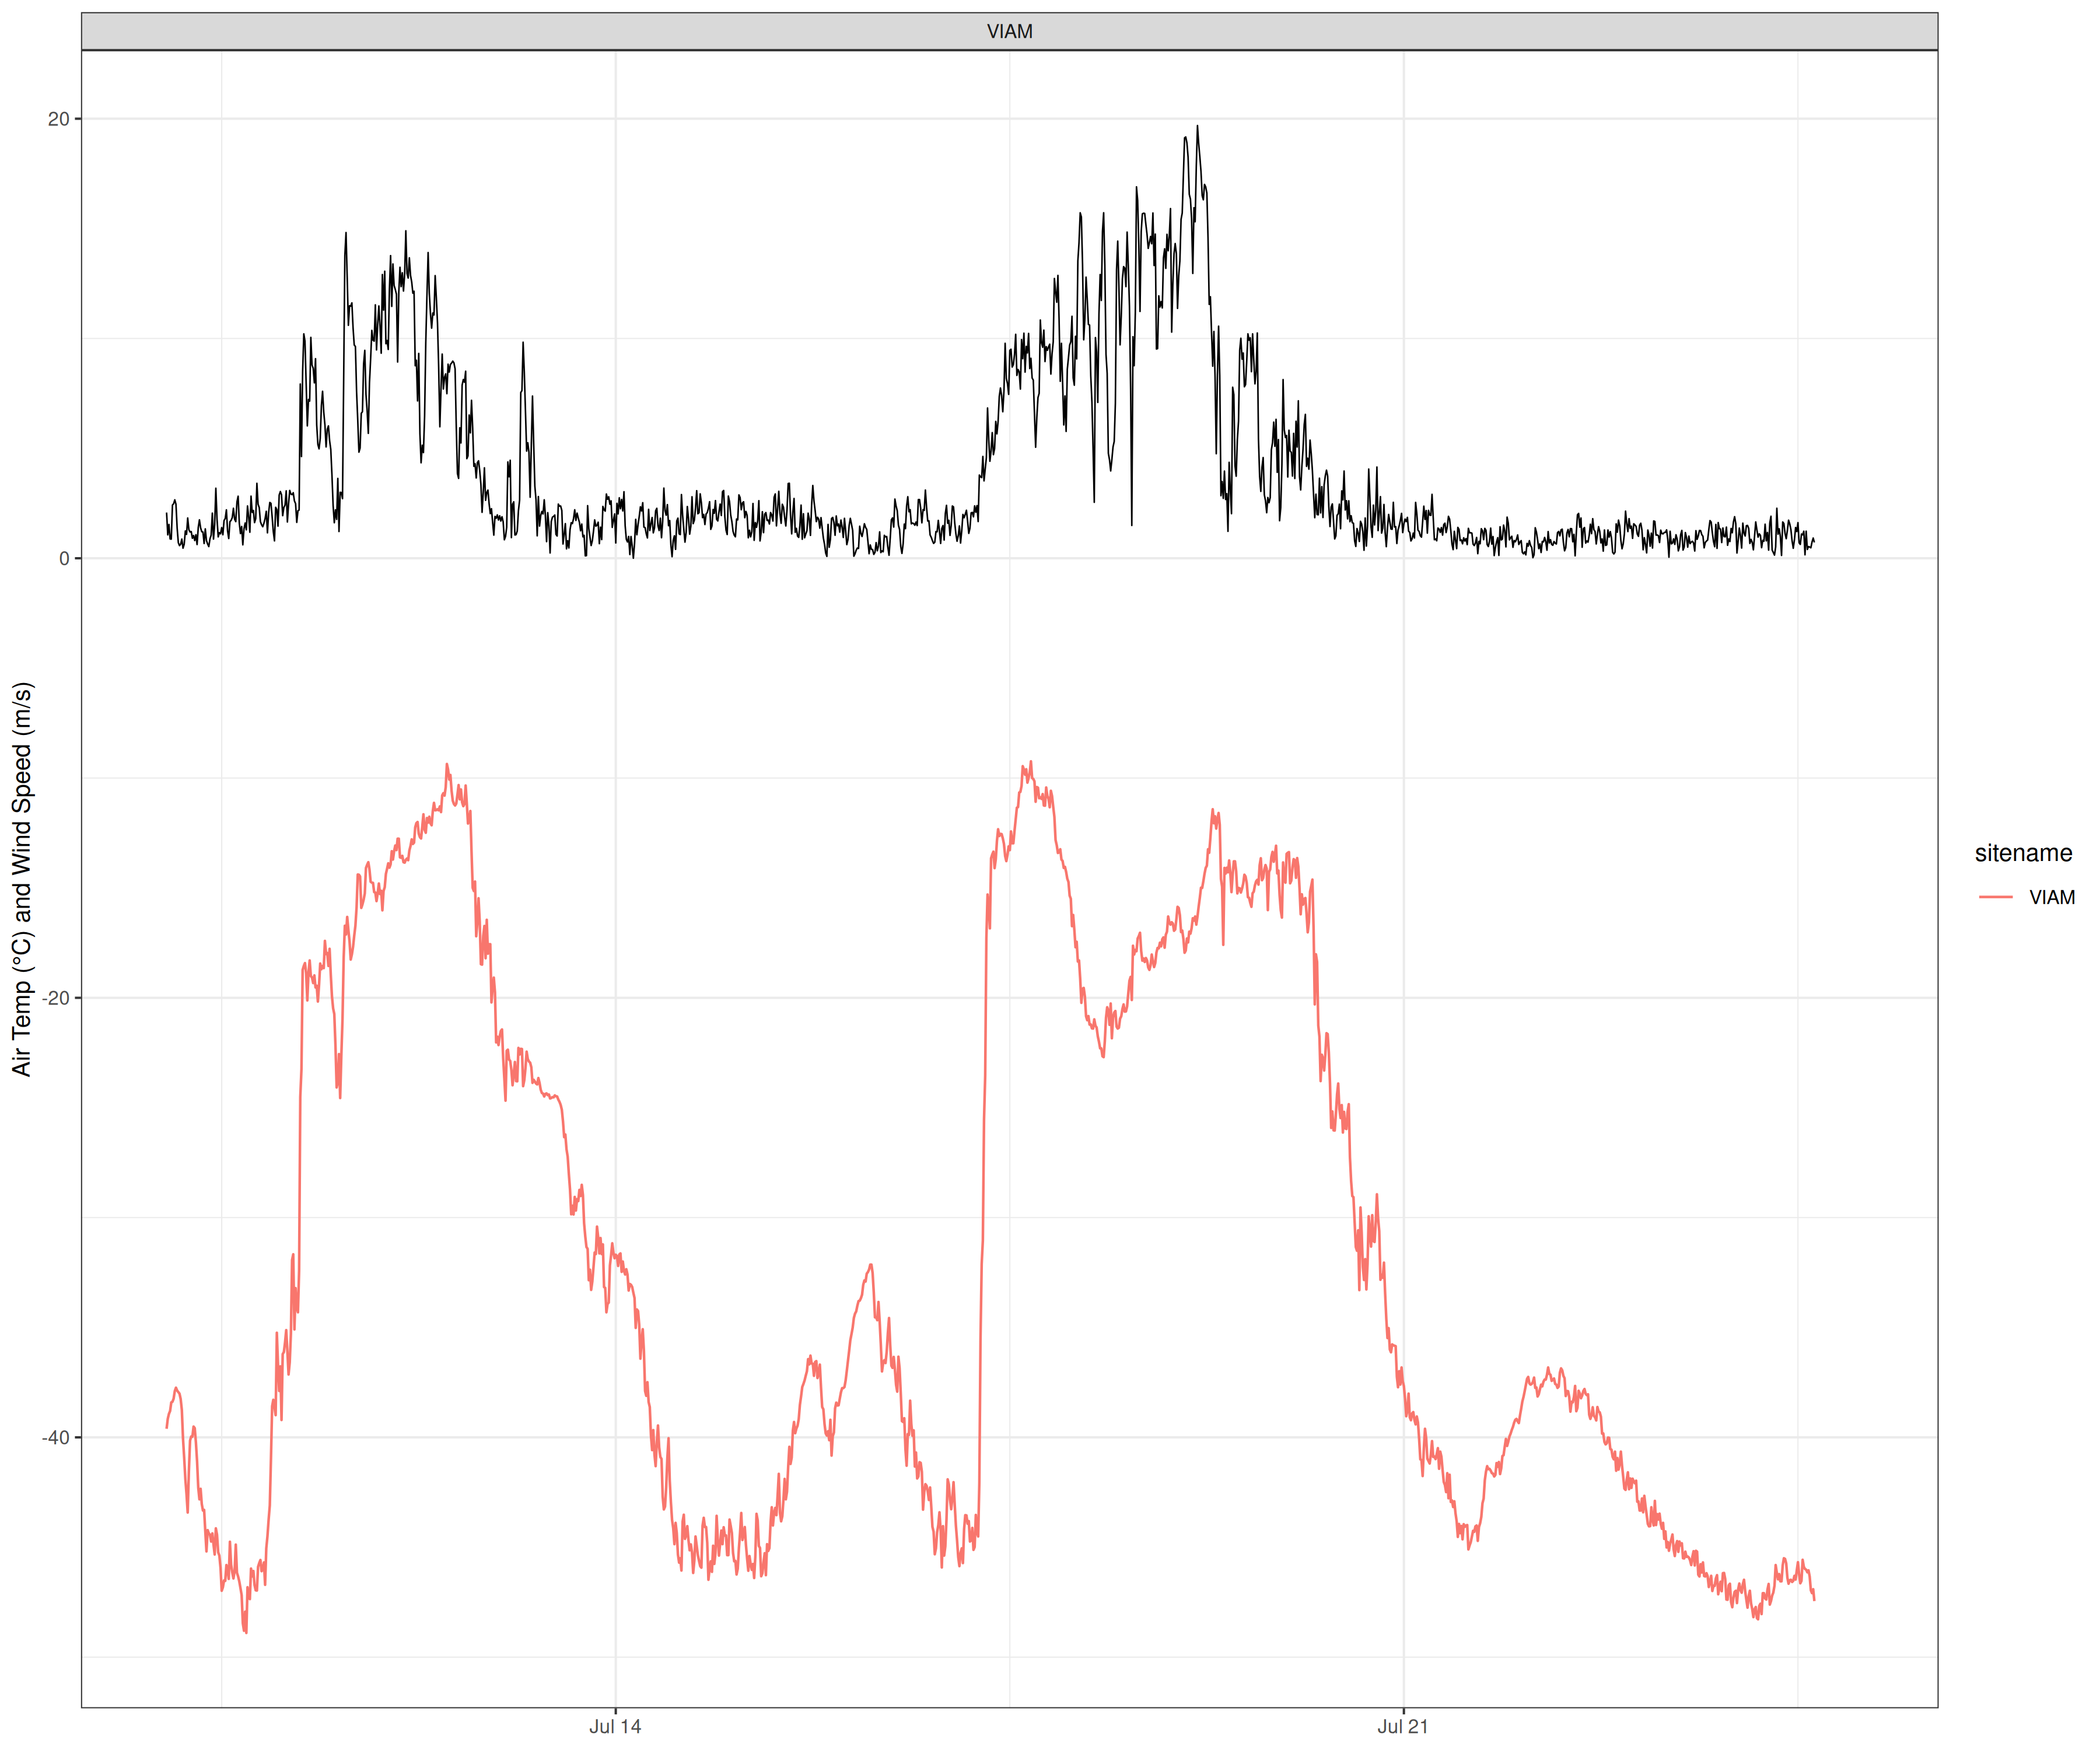 VIAM
20
0
-20
-40
Air Temp (°C) and Wind Speed (m/s)
Jul 14
Jul 21
sitename
VIAM